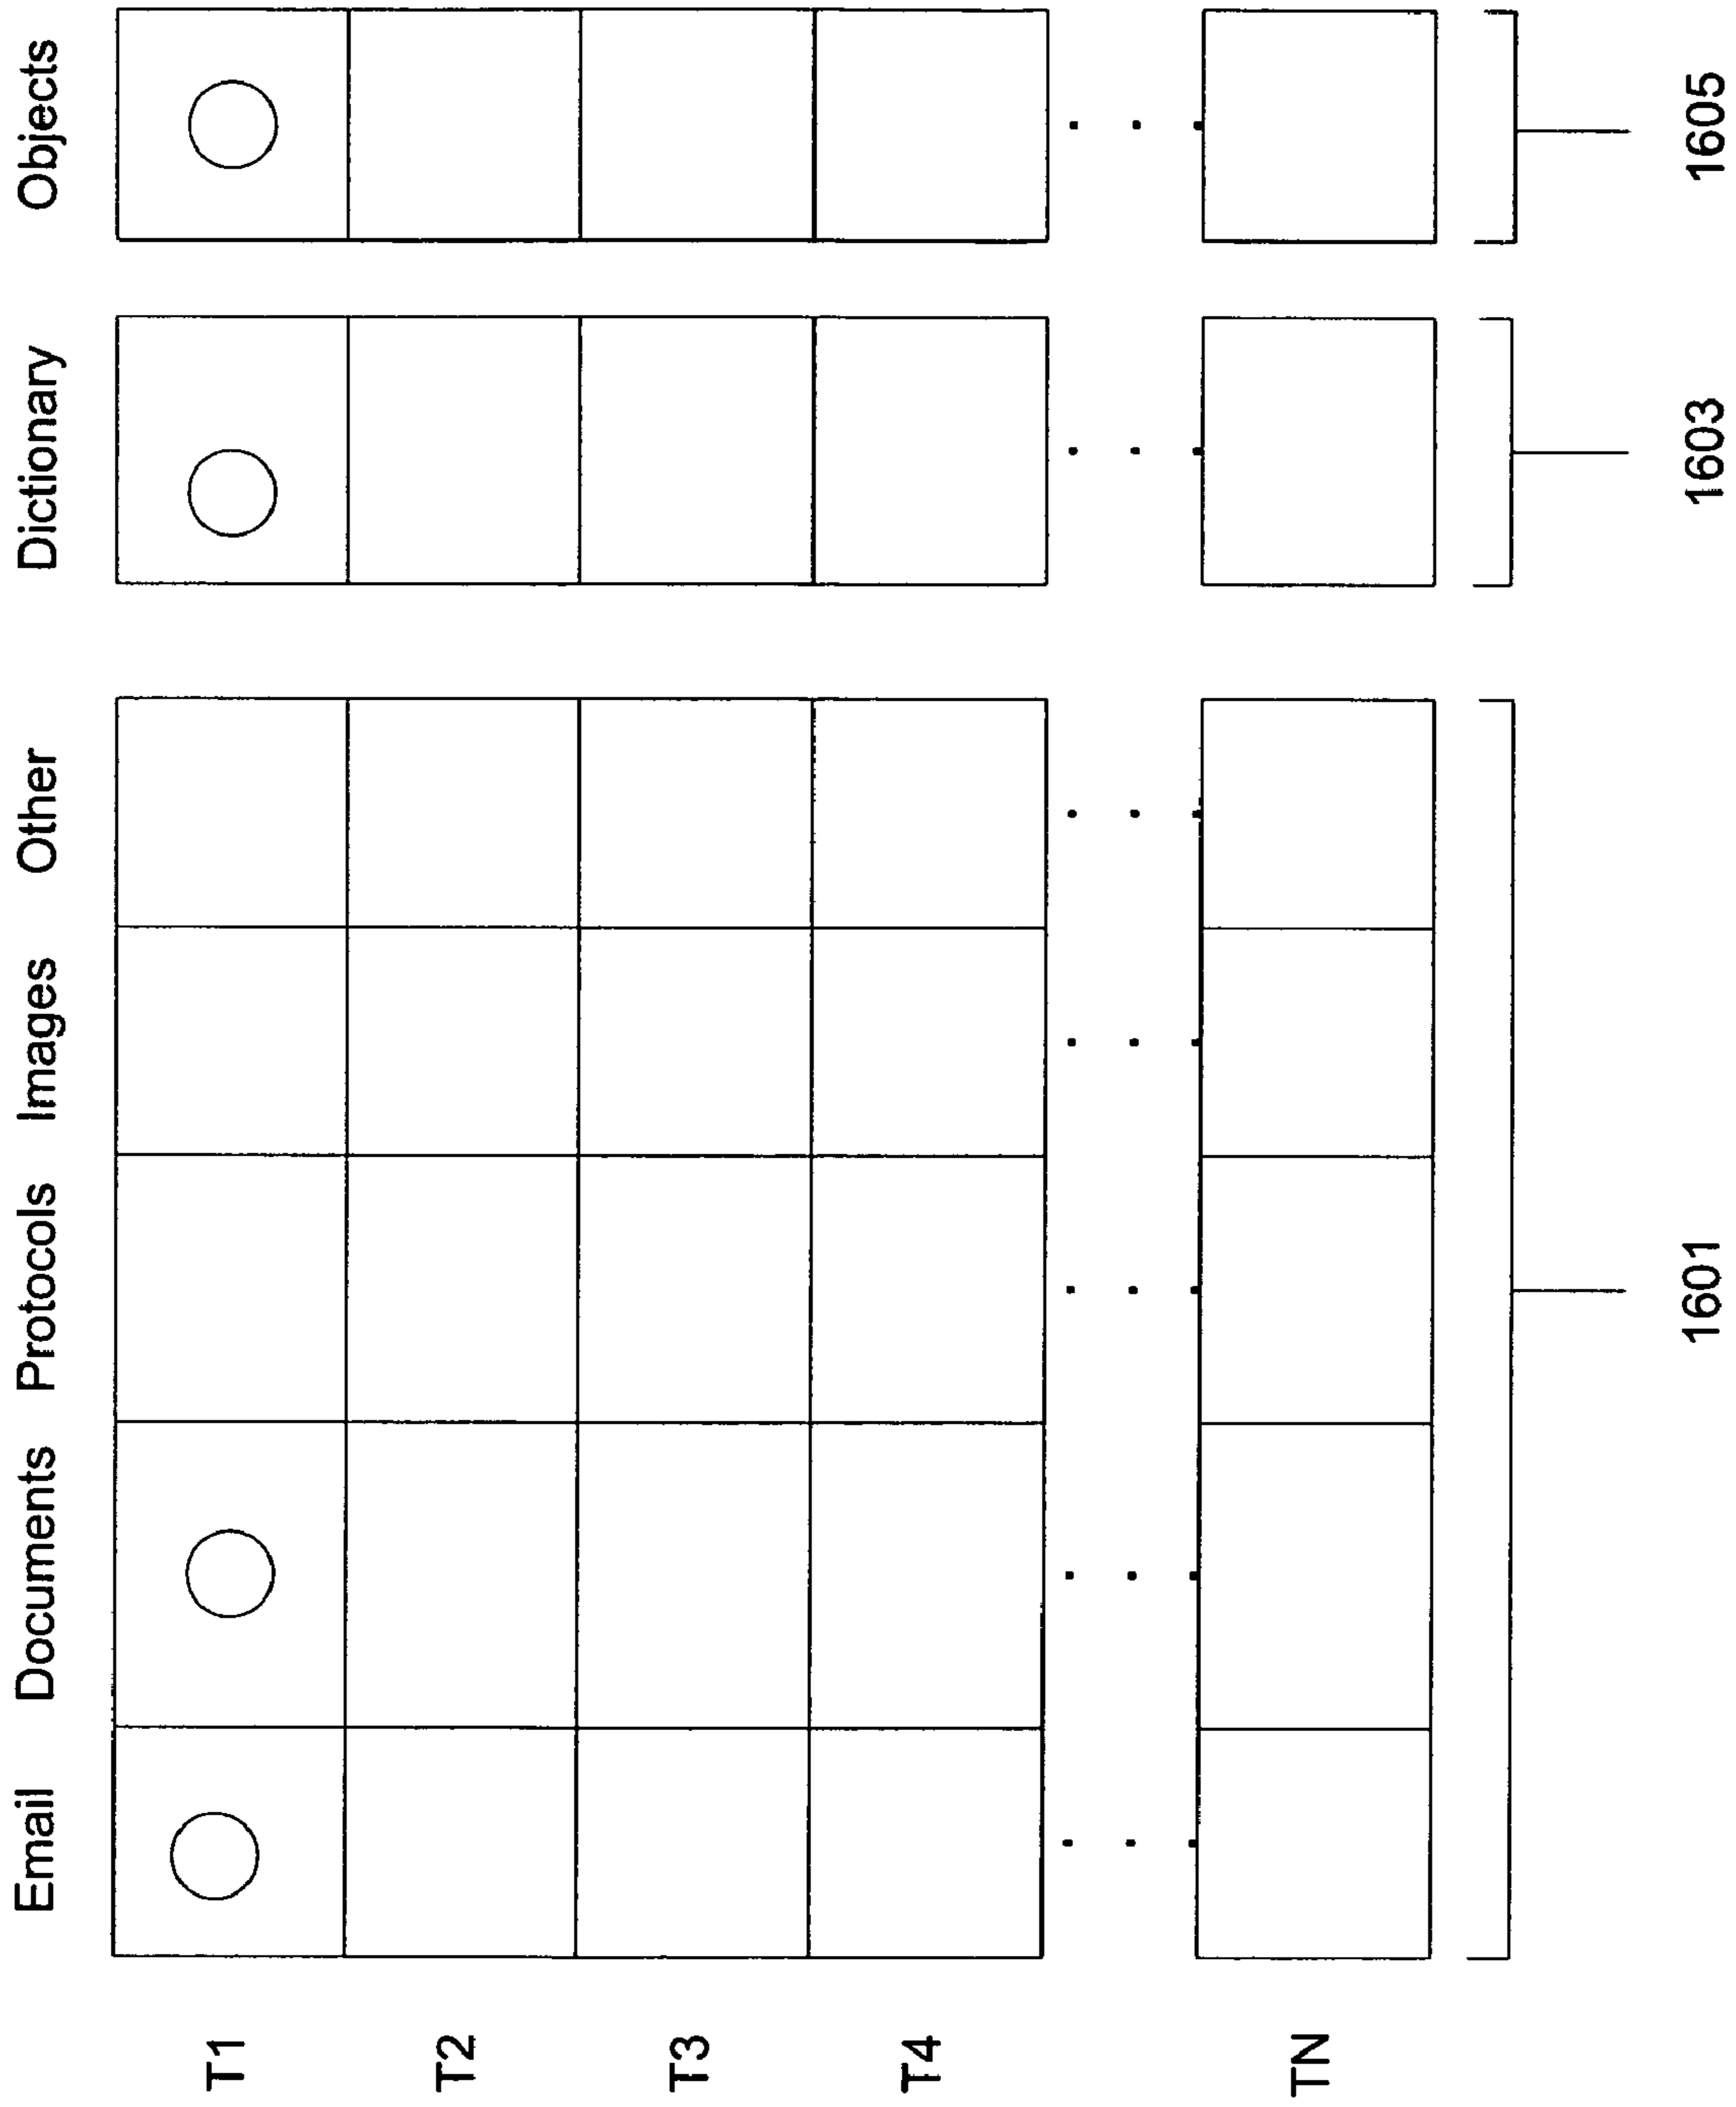 Email Documents Protocols Images Other Dictionary Objects
T1
T2
T3
T4
TN
1601 1603 1605